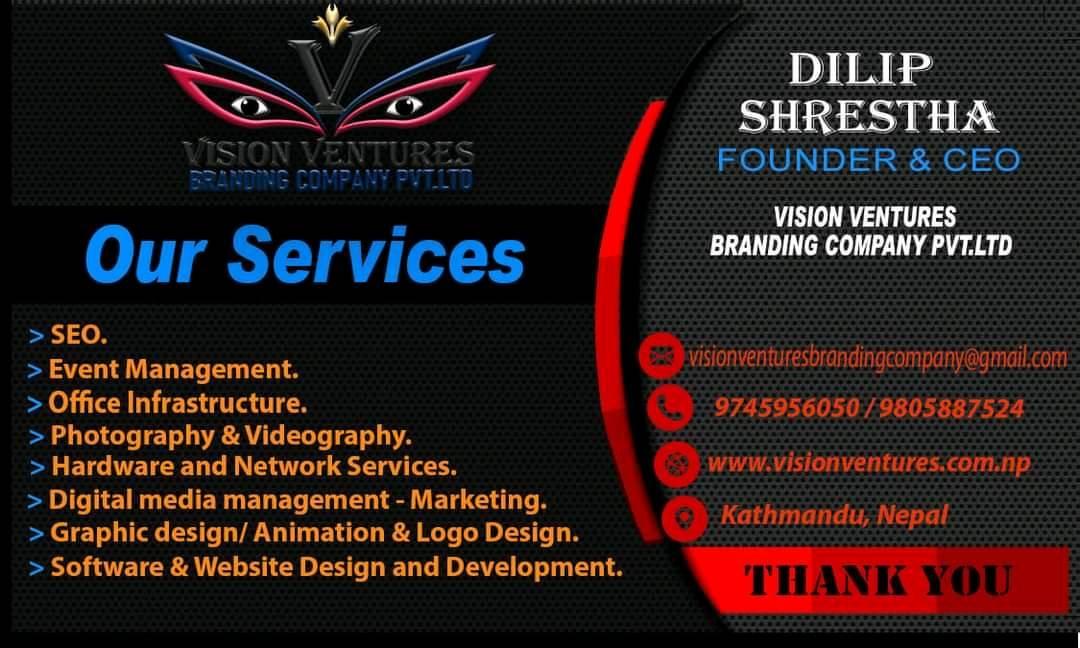 V
VISION VENTURES
BRANDING COMPANY PVT.LTD
Our Services
> SEO.
> Event Management.
> Office Infrastructure.
> Photography & Videography.
> Hardware and Network Services.
> Digital media management - Marketing.
> Graphic design/ Animation & Logo Design.
> Software & Website Design and Development.
DILIP
SHRESTHA
FOUNDER & CEO
VISION VENTURES
BRANDING COMPANY PVT.LTD
visionventuresbrandingcompany@gmail.com
9745956050 / 9805887524
www.visionventures.com.np
Kathmandu, Nepal
THANK YOU